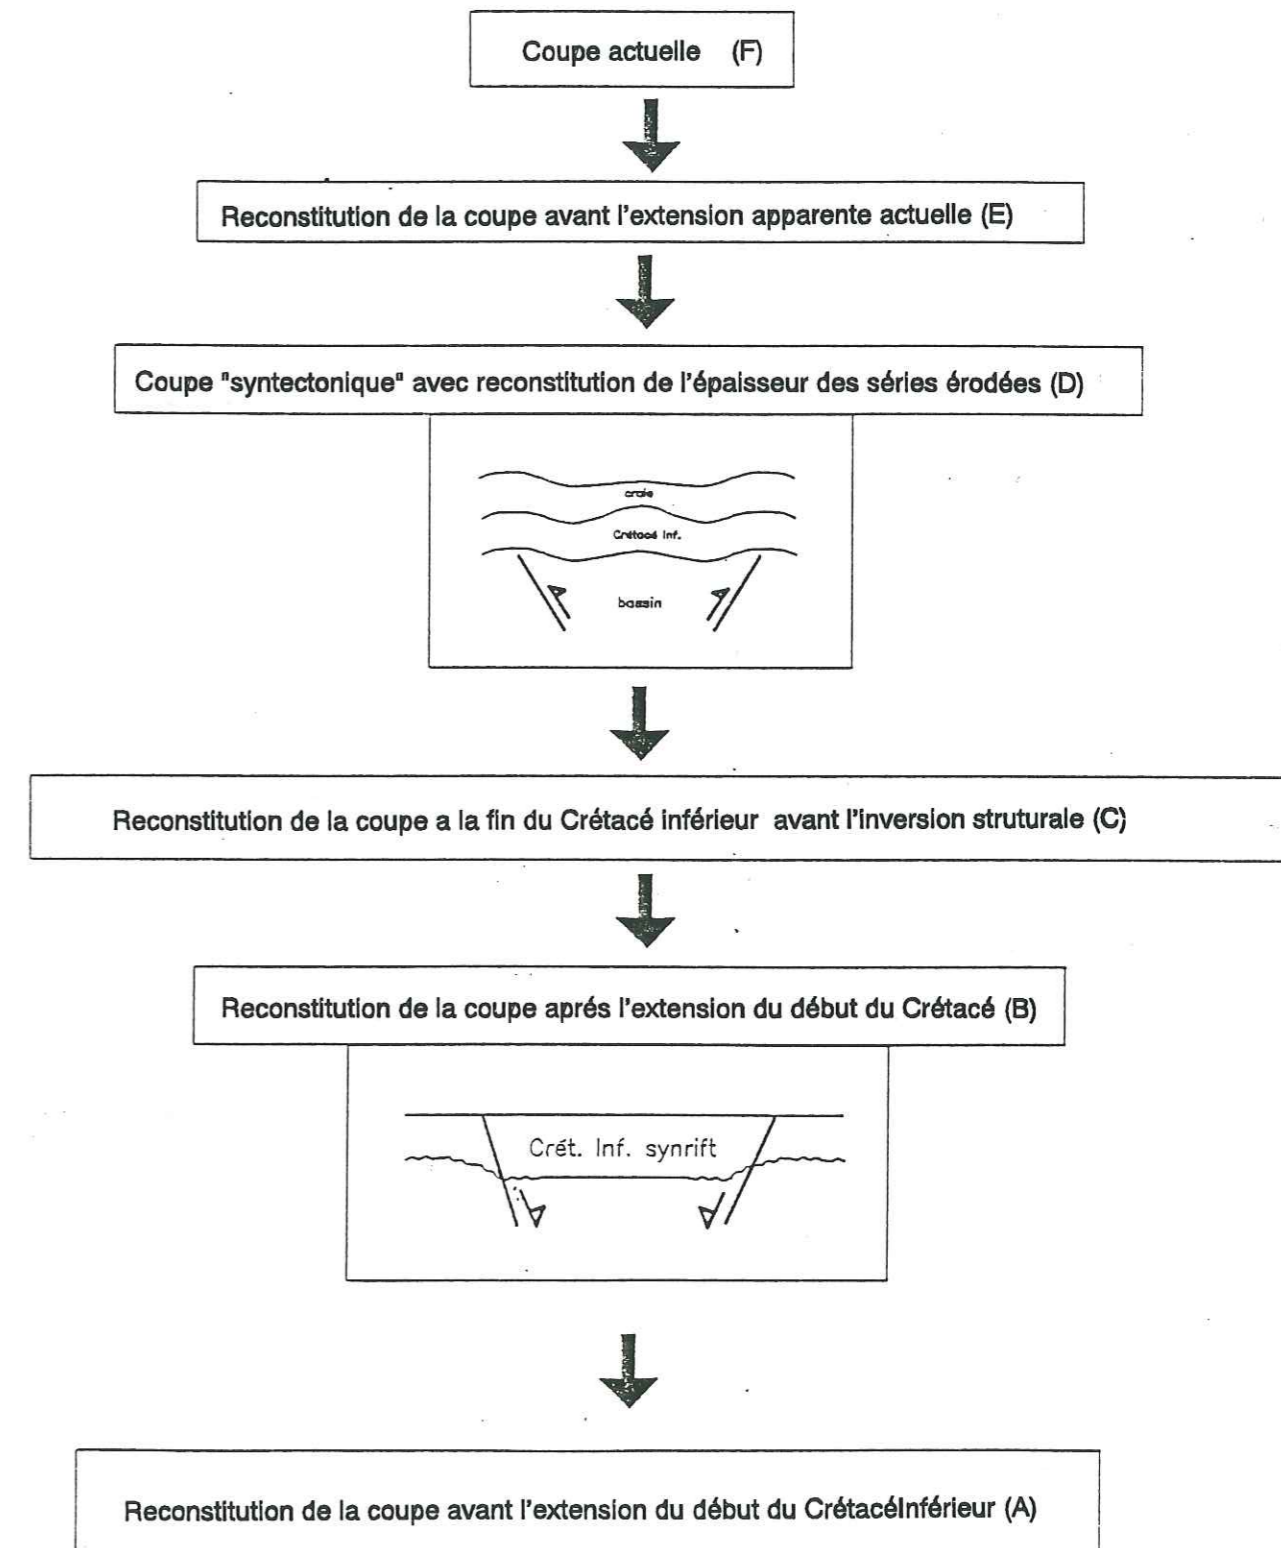 Coupe actuelle (F)
Reconstitution de la coupe avant l'extension apparente actuelle (E)
Coupe "syntectonique" avec reconstitution de l'épaisseur des séries érodées (D)
craie
Crétacé Inf.
bassin
Reconstitution de la coupe a la fin du Crétacé inférieur avant l'inversion struturale (C)
Reconstitution de la coupe aprés l'extension du début du Crétacé (B)
Crét. Inf. synrift
Reconstitution de la coupe avant l'extension du début du CrétacéInférieur (A)